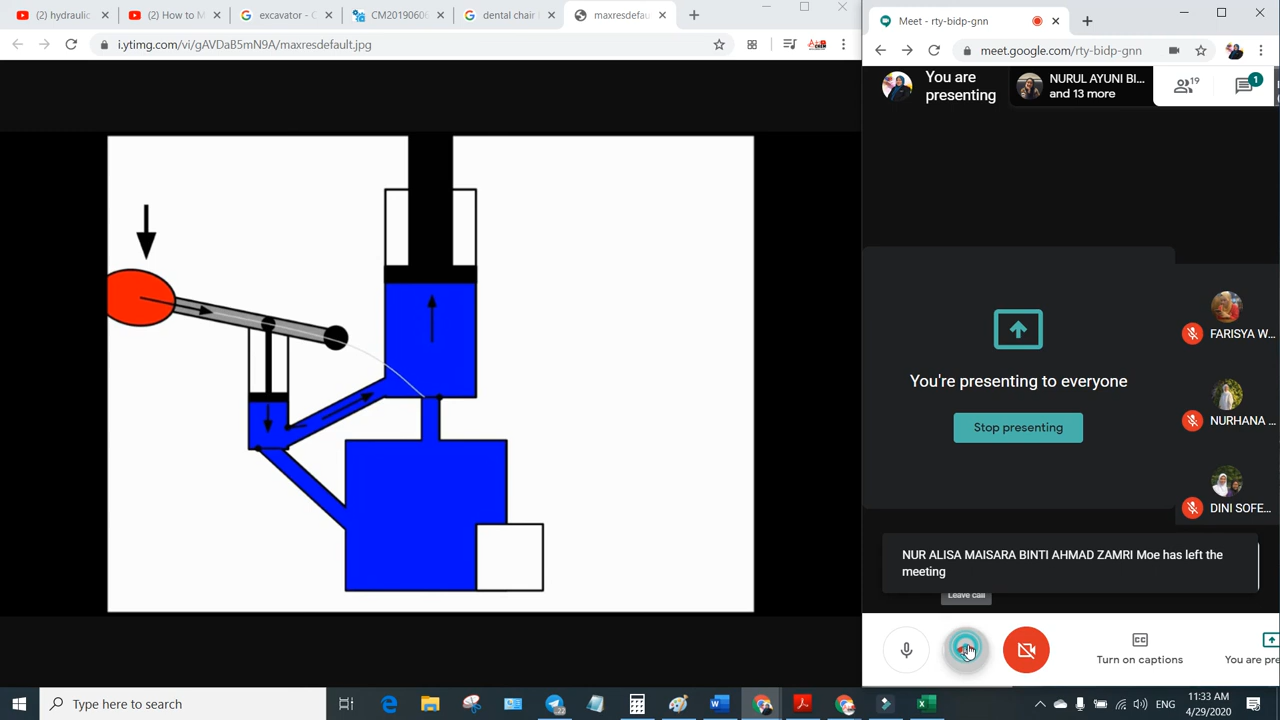 (2) hydraulic
(2) How to M
excavator - G
CM20190606
dental chair l
maxresdefau
i.ytimg.com/vi/gAVDaB5mN9A/maxresdefault.jpg
Meet - rty-bidp-gnn
meet.google.com/rty-bidp-gnn
You are
presenting
NURUL AYUNI BI...
and 13 more
19
1
You're presenting to everyone
Stop presenting
FARISYA W...
NURHANA ...
DINI SOFE...
NUR ALISA MAISARA BINTI AHMAD ZAMRI Moe has left the
meeting
Leave call
Turn on captions
You are pre
Type here to search
ENG
11:33 AM
4/29/2020